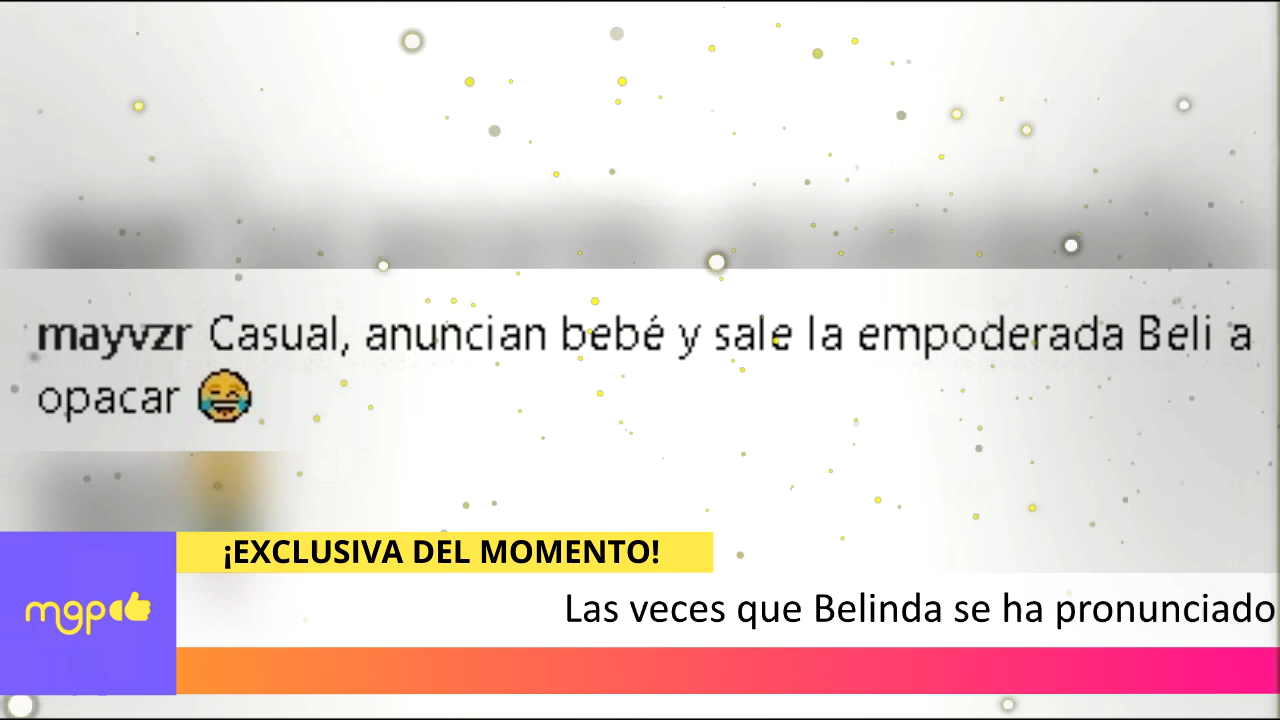 mayvzr Casual, anuncian bebé y sale la empoderada Beli a
opacar 😂
¡EXCLUSIVA DEL MOMENTO!
mgp
Las veces que Belinda se ha pronunciado